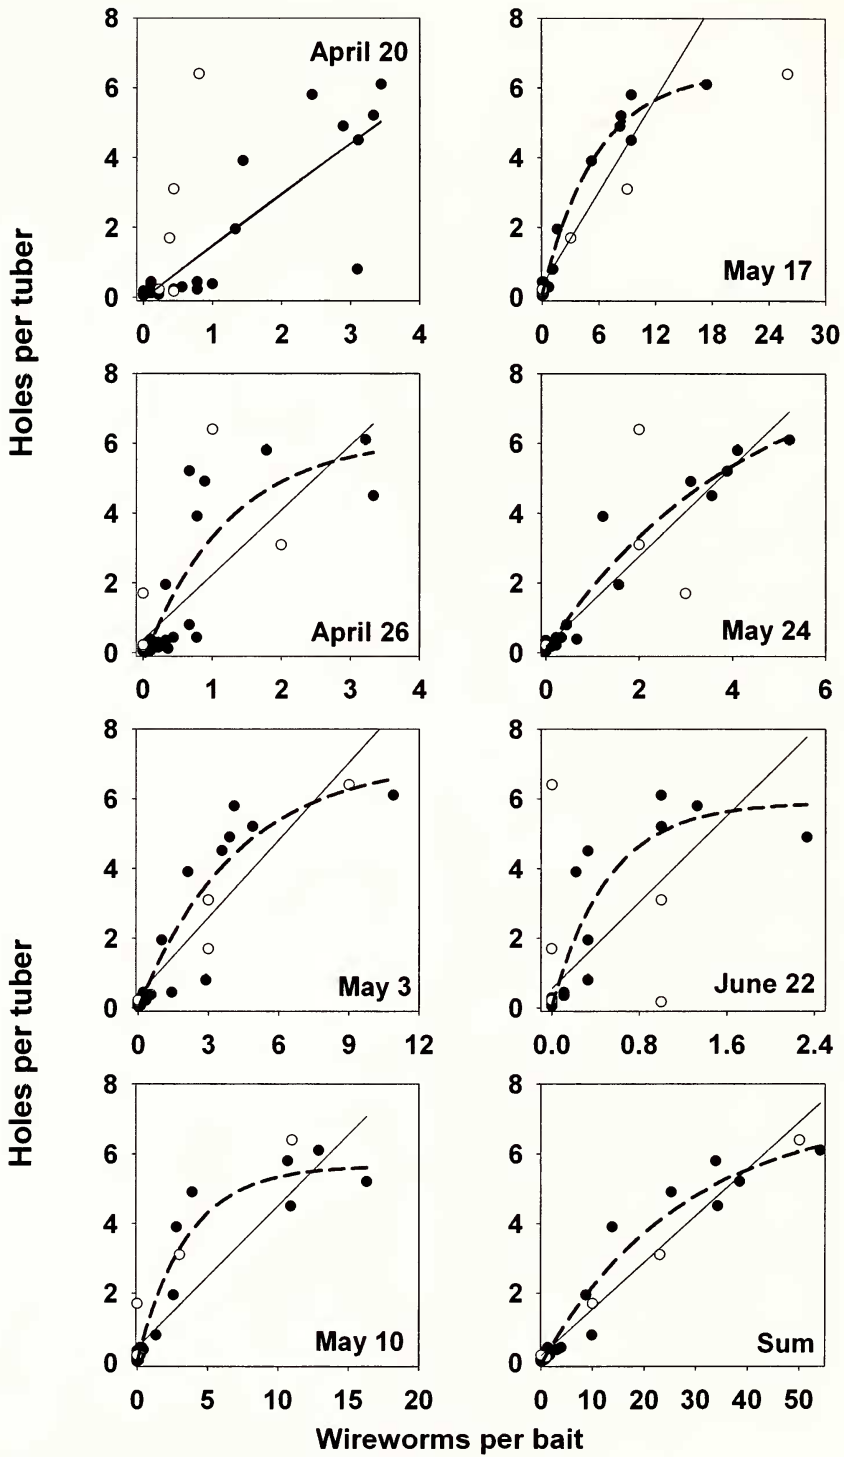 Holes per tuber
8
6
4
2
0
April 20
0 1 2 3 4
8
6
4
2
0
May 17
0 6 12 18 24 30
8
6
4
2
0
April 26
0 1 2 3 4
8
6
4
2
0
May 24
0 2 4 6
Holes per tuber
8
6
4
2
0
May 3
0 3 6 9 12
8
6
4
2
0
June 22
0.0 0.8 1.6 2.4
8
6
4
2
0
May 10
0 5 10 15 20
8
6
4
2
0
Sum
0 10 20 30 40 50
Wireworms per bait